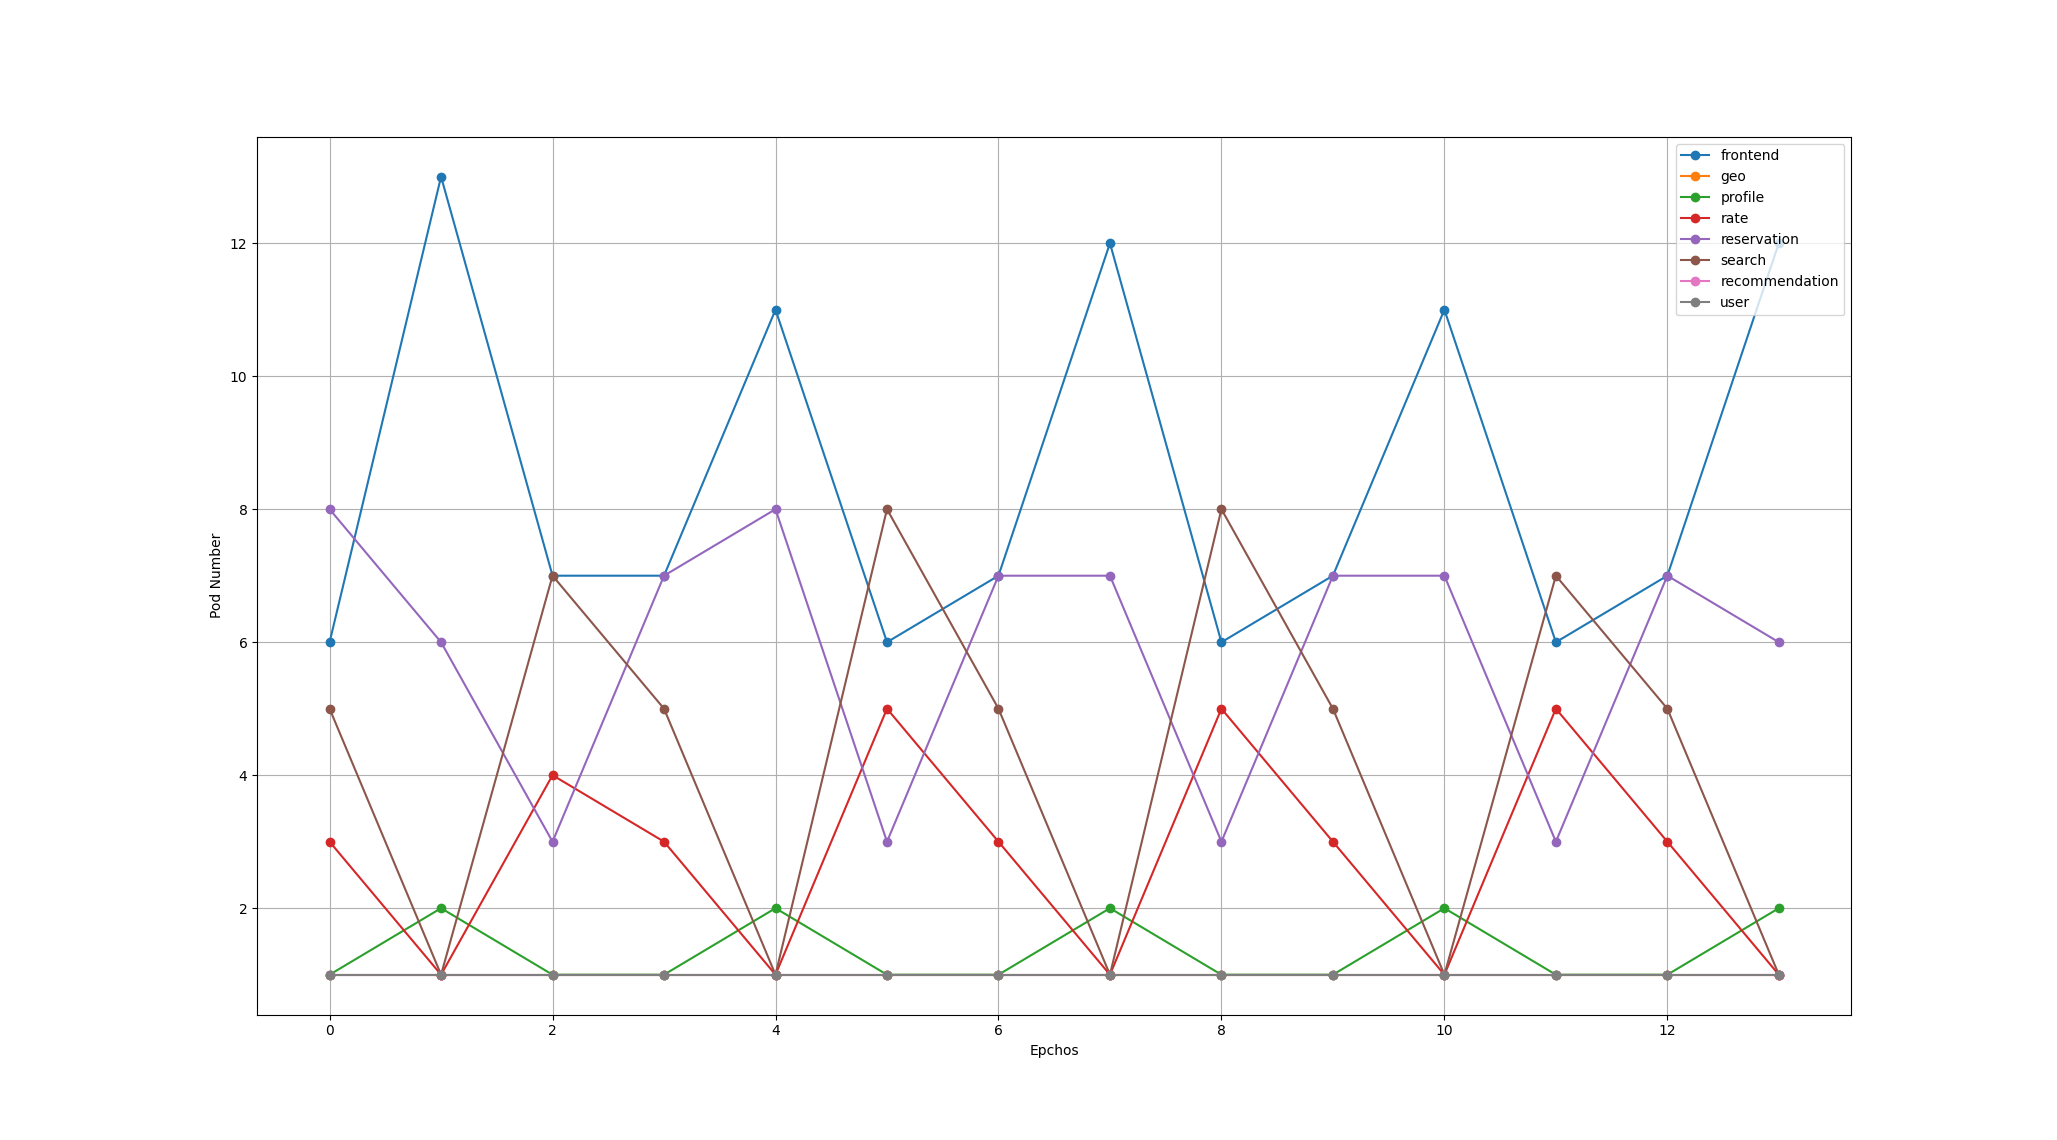 frontend
geo
profile
rate
reservation
search
recommendation
user
12
10
8
6
4
2
Pod Number
0 2 4 6 8 10 12
Epchos